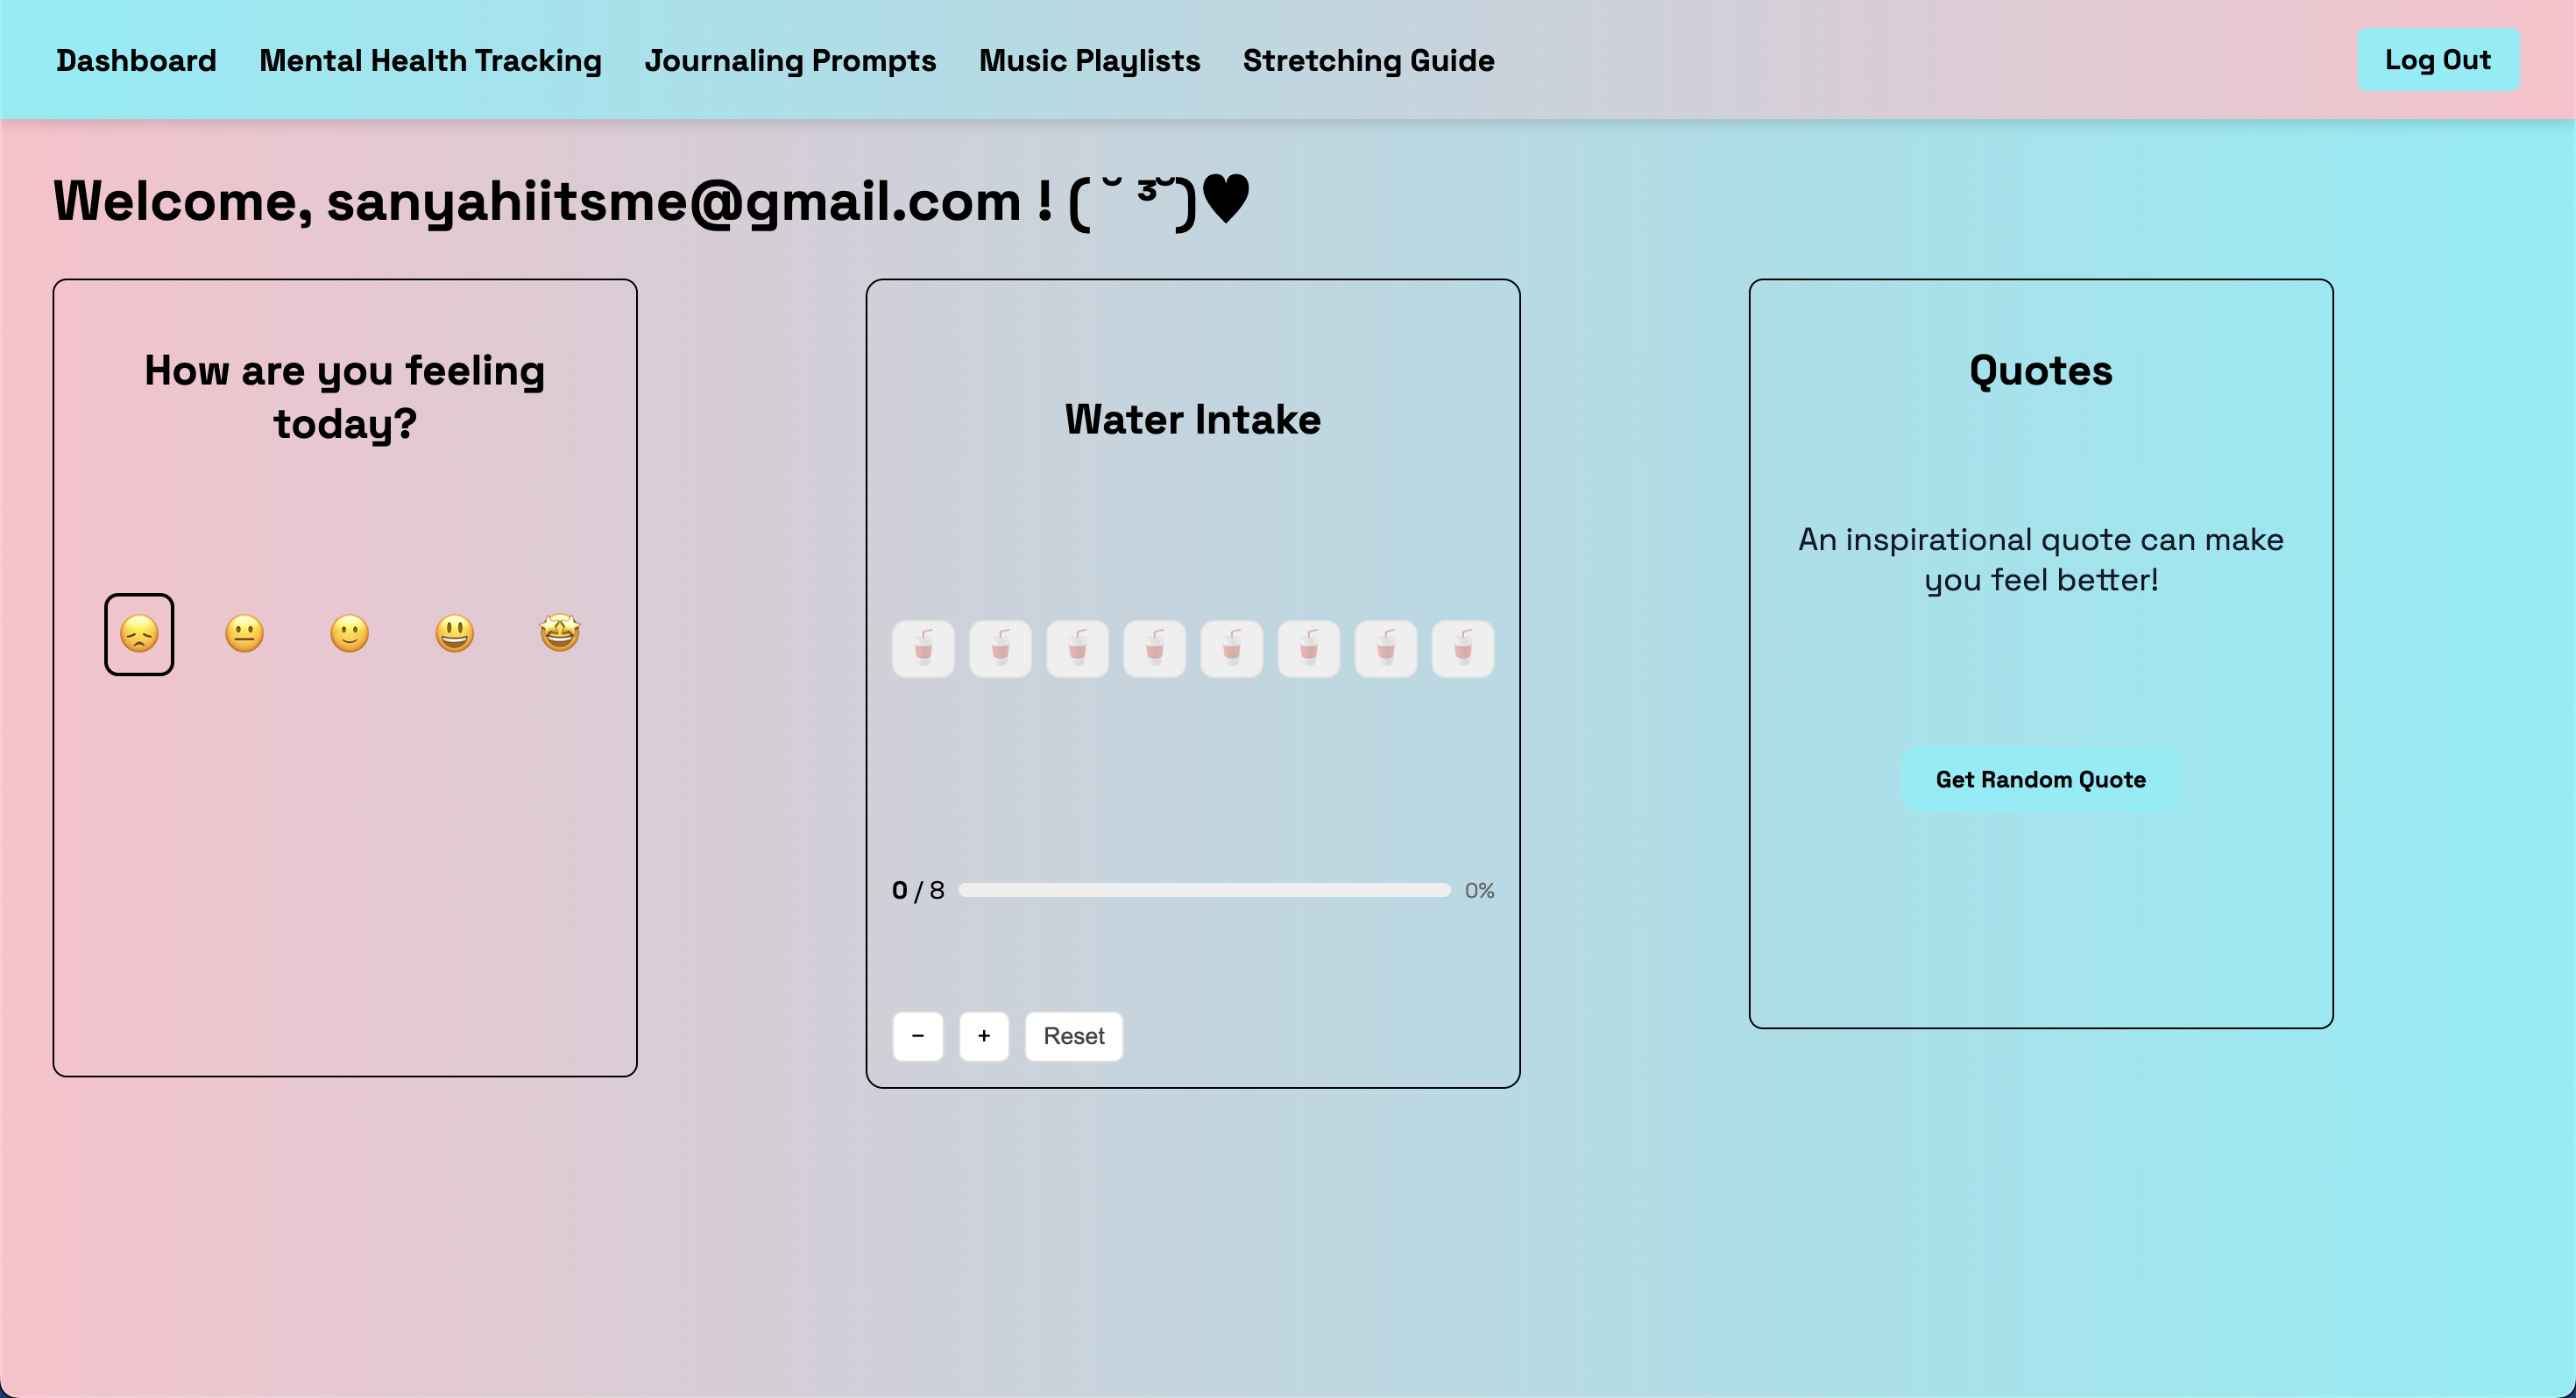 Dashboard Mental Health Tracking Journaling Prompts Music Playlists Stretching Guide Log Out
Welcome, sanyahiitsme@gmail.com ! ( ˘ ³˘)♥
How are you feeling
today?
Water Intake
0 / 8 0%
− + Reset
Quotes
An inspirational quote can make
you feel better!
Get Random Quote